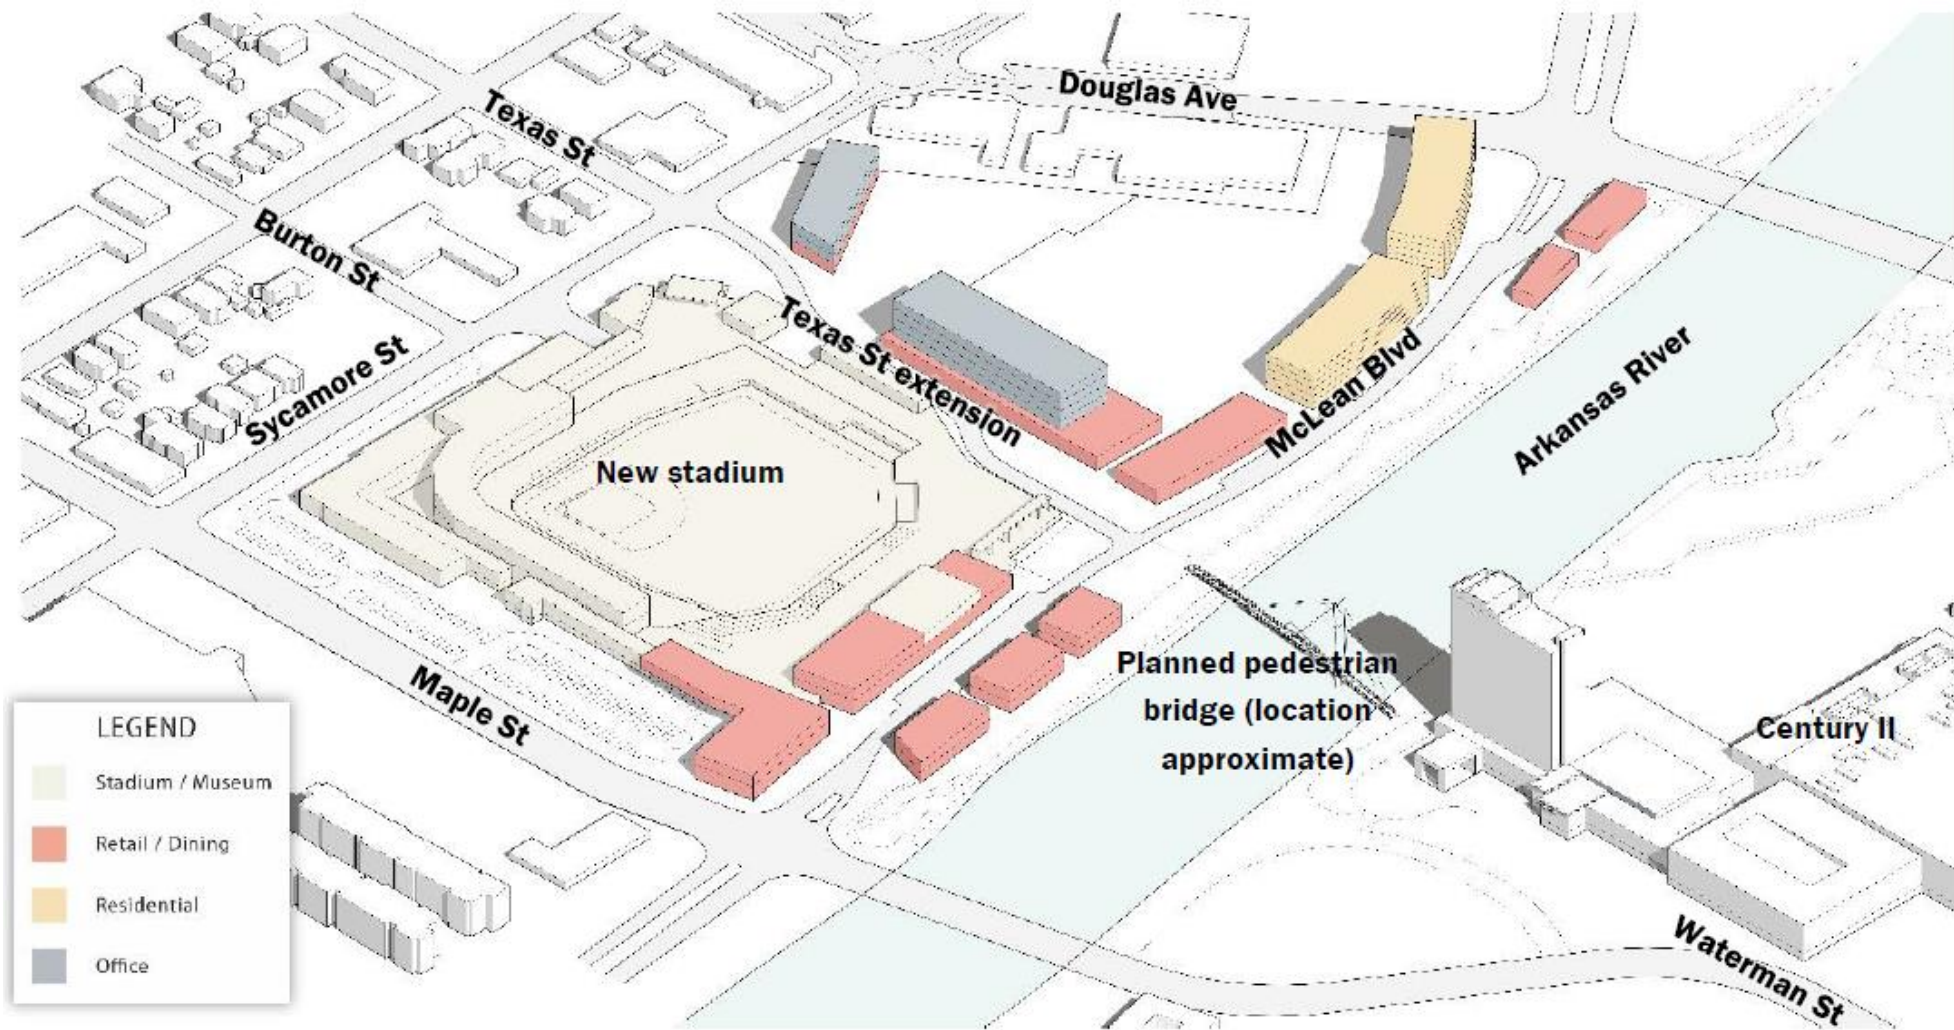 Douglas Ave
Texas St
Burton St
Texas St extension
Sycamore St
McLean Blvd
Arkansas River
New stadium
Planned pedestrian
bridge (location
approximate)
Maple St
Century II
Waterman St
LEGEND
Stadium / Museum
Retail / Dining
Residential
Office